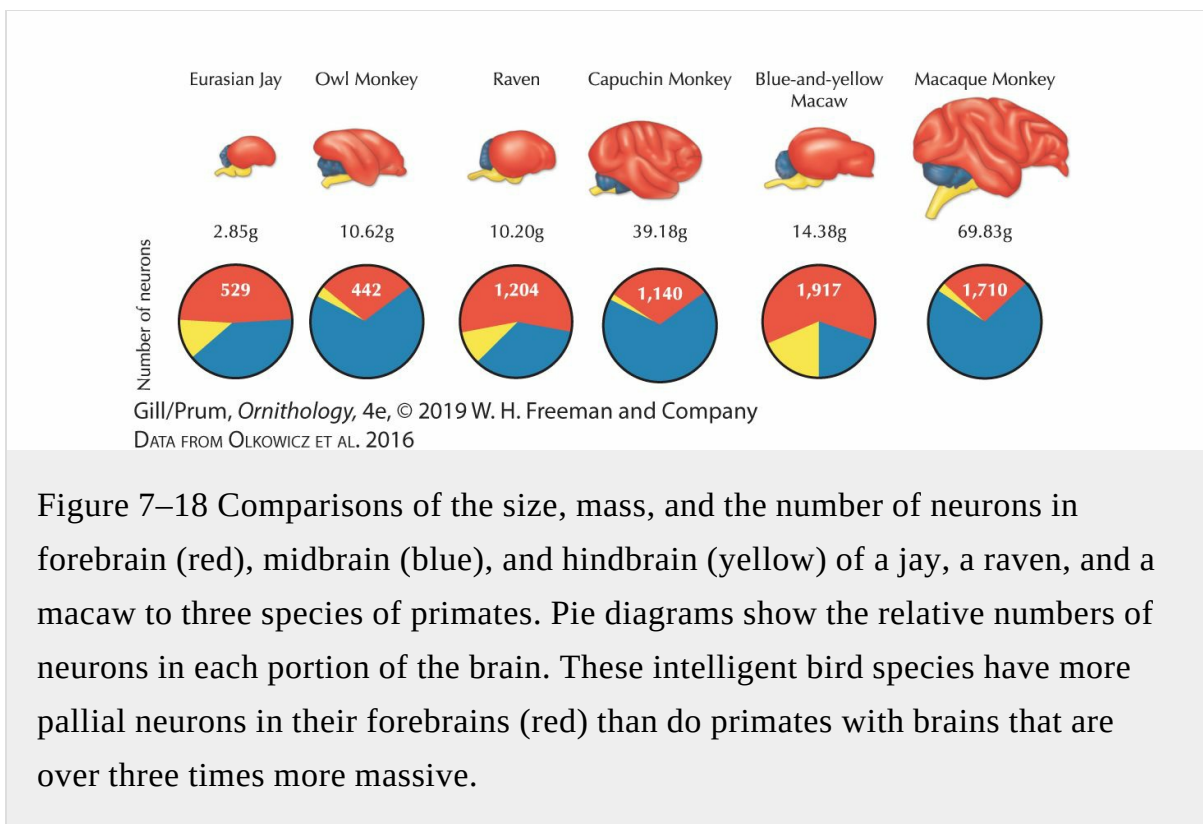 Eurasian Jay Owl Monkey Raven Capuchin Monkey Blue-and-yellow Macaw Macaque Monkey
2.85g 10.62g 10.20g 39.18g 14.38g 69.83g
Number of neurons
529 442 1,204 1,140 1,917 1,710
Gill/Prum, Ornithology, 4e, © 2019 W. H. Freeman and Company
DATA FROM OLKOWICZ ET AL. 2016
Figure 7–18 Comparisons of the size, mass, and the number of neurons in
forebrain (red), midbrain (blue), and hindbrain (yellow) of a jay, a raven, and a
macaw to three species of primates. Pie diagrams show the relative numbers of
neurons in each portion of the brain. These intelligent bird species have more
pallial neurons in their forebrains (red) than do primates with brains that are
over three times more massive.